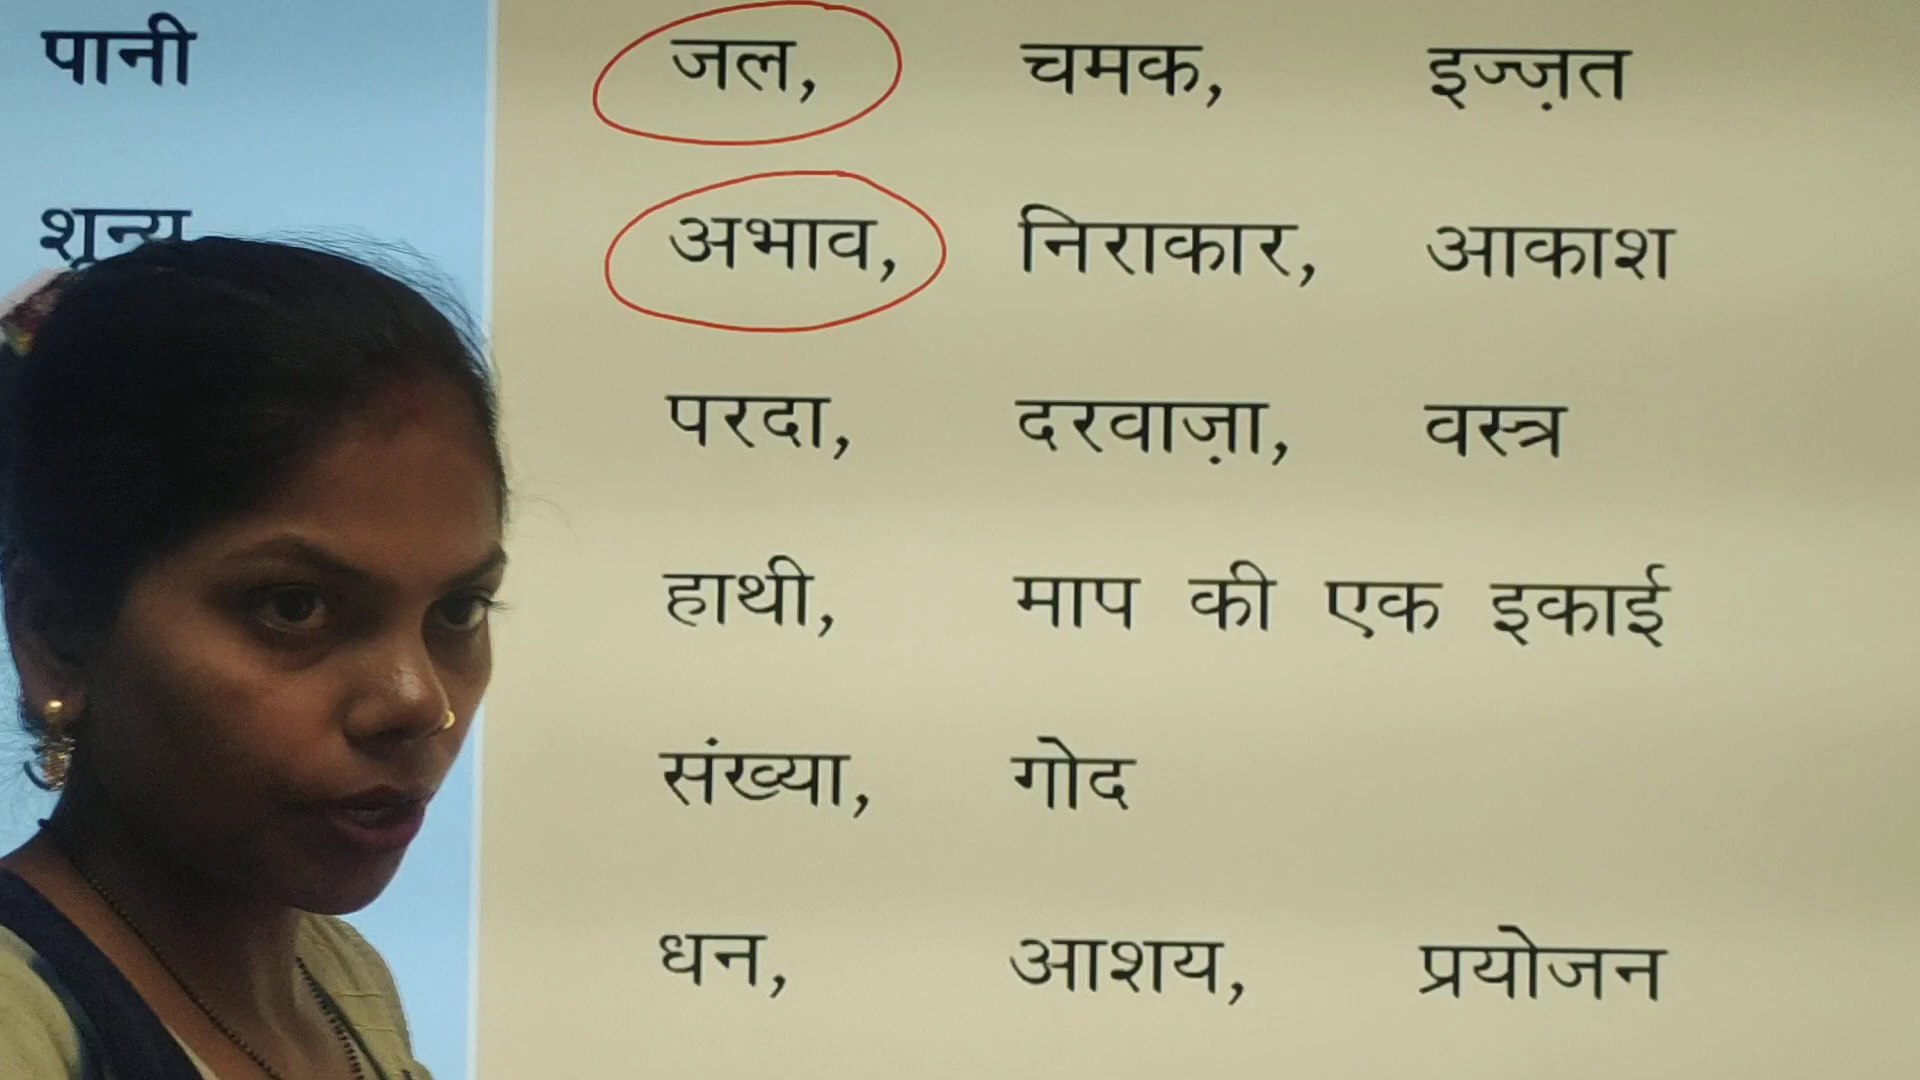 पानी जल, चमक, इज्ज़त
शून्य अभाव, निराकार, आकाश
परदा, दरवाज़ा, वस्त्र
हाथी, माप की एक इकाई
संख्या, गोद
धन, आशय, प्रयोजन